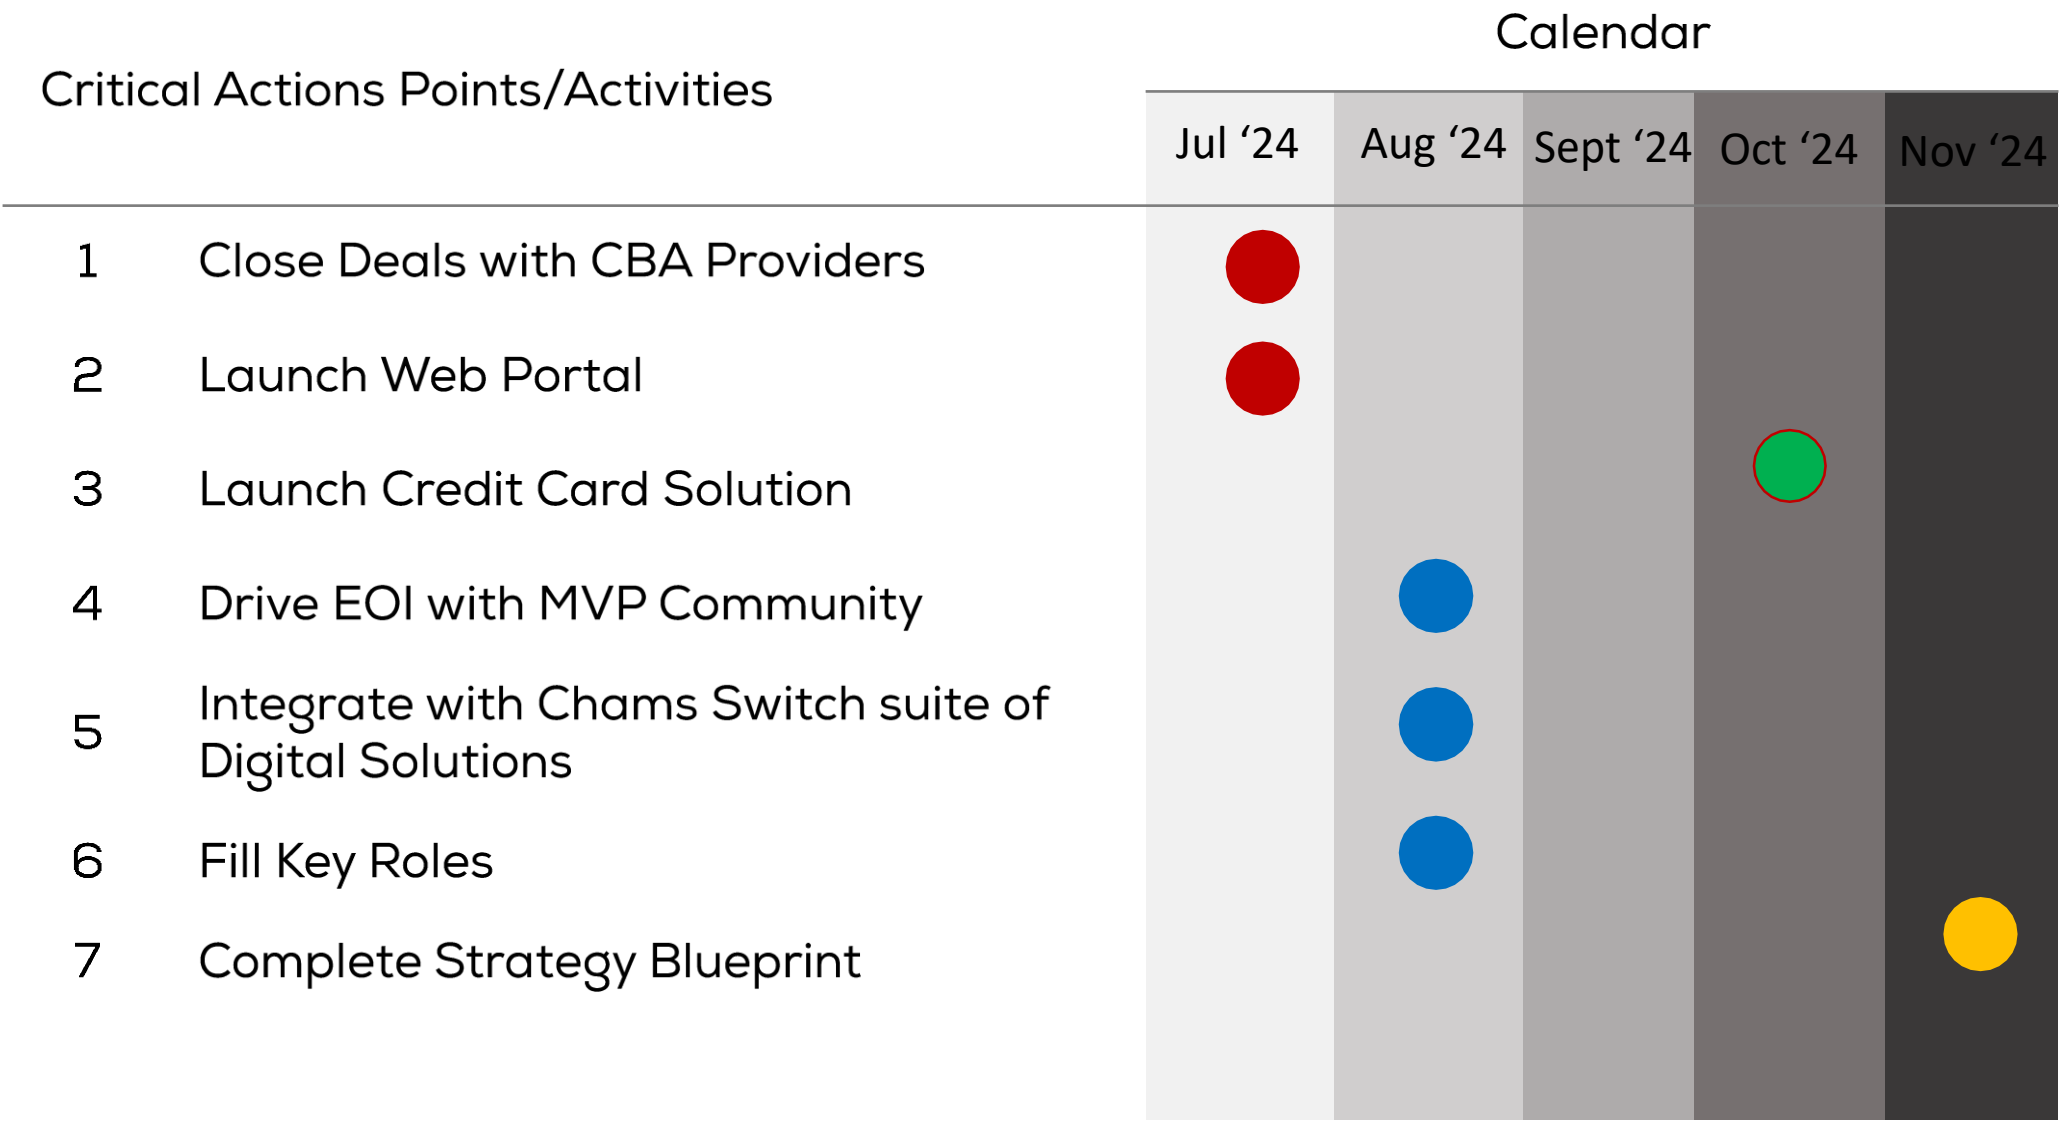 Calendar
Critical Actions Points/Activities
Jul ‘24 Aug ‘24 Sept ‘24 Oct ‘24 Nov ‘24
1 Close Deals with CBA Providers
2 Launch Web Portal
3 Launch Credit Card Solution
4 Drive EOI with MVP Community
5 Integrate with Chams Switch suite of
Digital Solutions
6 Fill Key Roles
7 Complete Strategy Blueprint